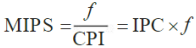 MIPS = f/CPI = IPC × f